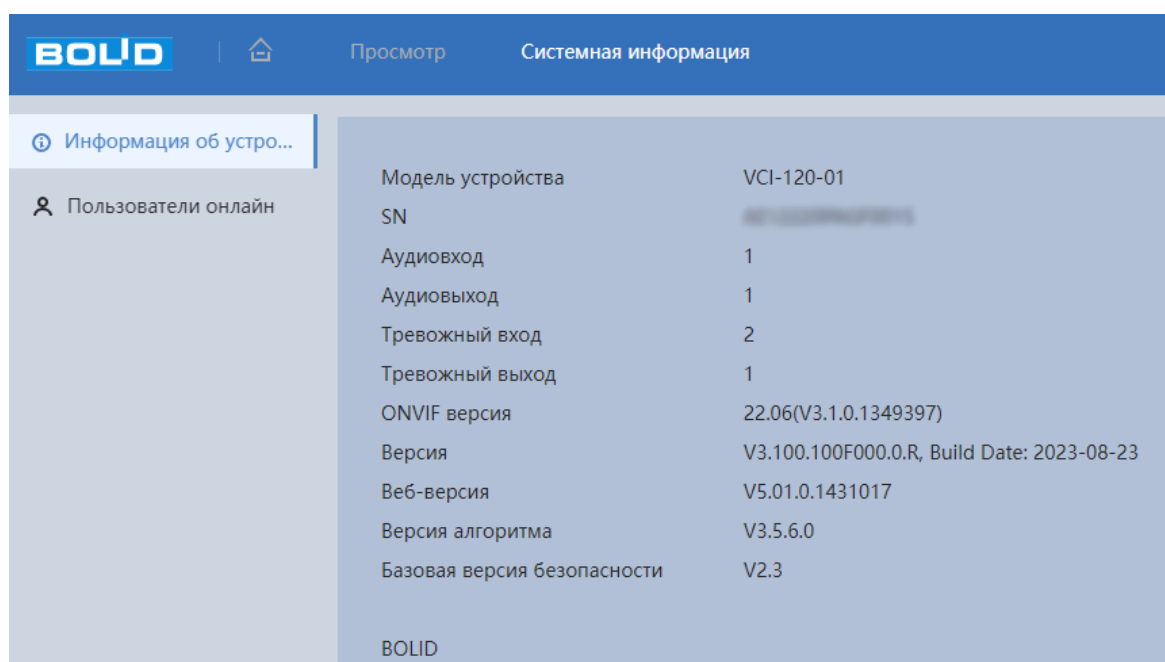 BOLID Просмотр Системная информация
Информация об устро...
Пользователи онлайн
Модель устройства VCI-120-01
SN
Аудиовход 1
Аудиовыход 1
Тревожный вход 2
Тревожный выход 1
ONVIF версия 22.06(V3.1.0.1349397)
Версия V3.100.100F000.0.R, Build Date: 2023-08-23
Веб-версия V5.01.0.1431017
Версия алгоритма V3.5.6.0
Базовая версия безопасности V2.3
BOLID